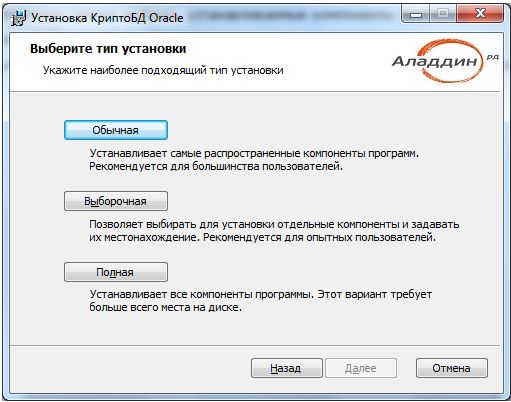 Установка КриптоБД Oracle
Выберите тип установки
Укажите наиболее подходящий тип установки
Аладдин РД
Обычная
Устанавливает самые распространенные компоненты программ.
Рекомендуется для большинства пользователей.
Выборочная
Позволяет выбирать для установки отдельные компоненты и задавать
их местонахождение. Рекомендуется для опытных пользователей.
Полная
Устанавливает все компоненты программы. Этот вариант требует
больше всего места на диске.
Назад
Далее
Отмена